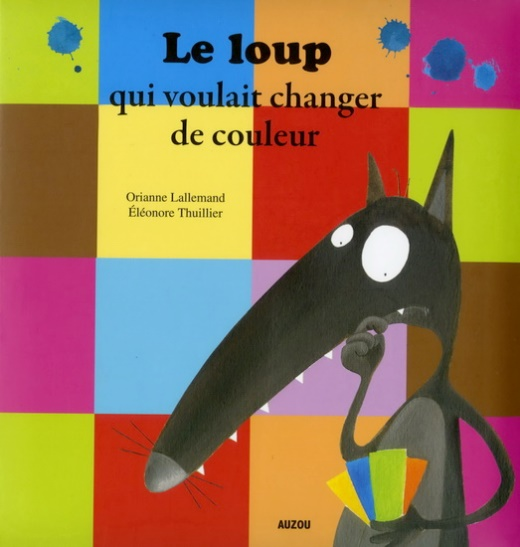 Le loup
qui voulait changer
de couleur
Orianne Lallemand
Éléonore Thuillier
AUZOU